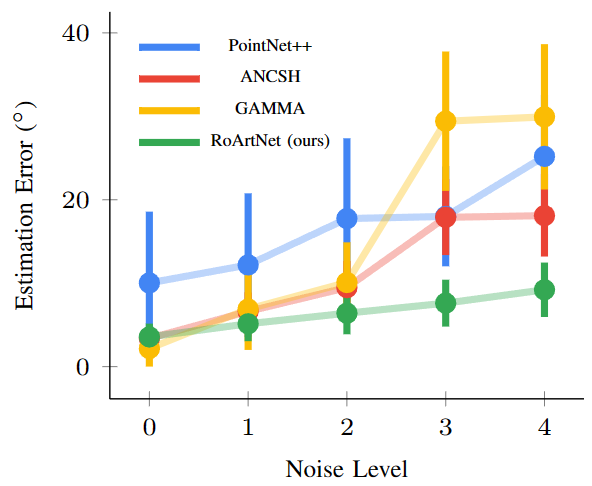 40
20
0
Estimation Error (°)
PointNet++
ANCSH
GAMMA
RoArtNet (ours)
0 1 2 3 4
Noise Level